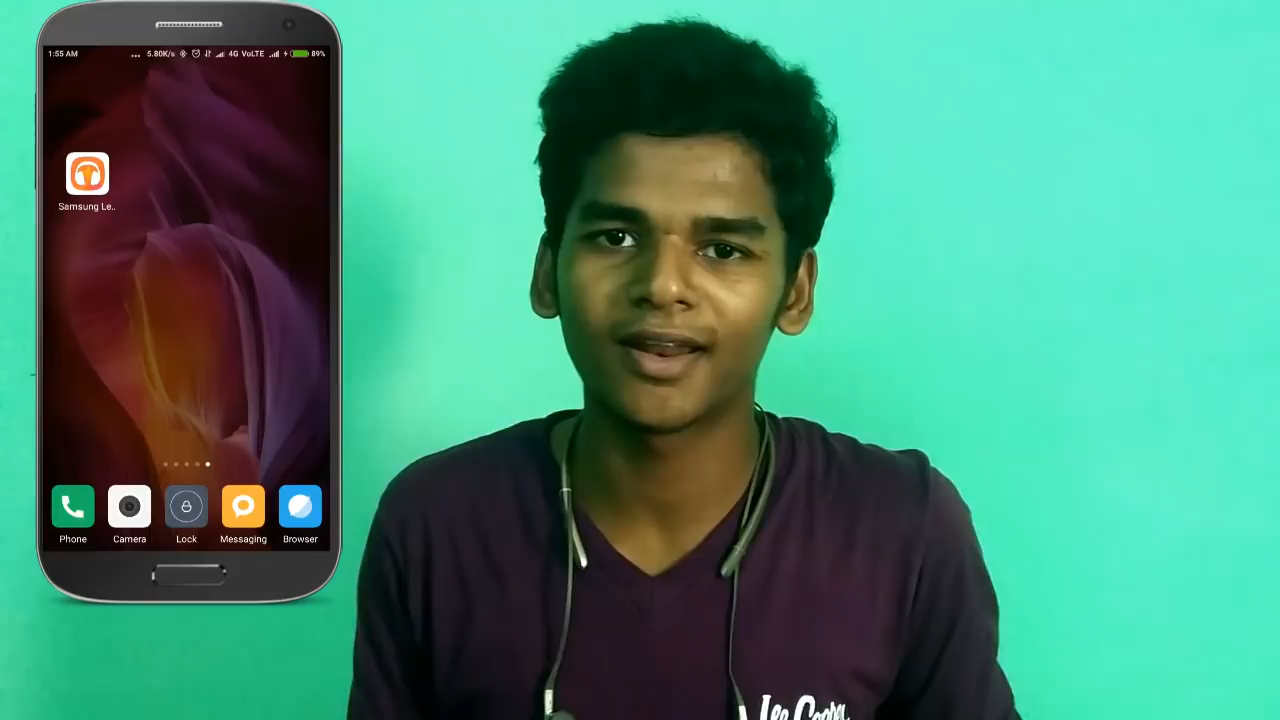 1:55 AM ... 5.80K/s 4G VoLTE 89%
Samsung Le..
Phone Camera Lock Messaging Browser
Lee Cooper